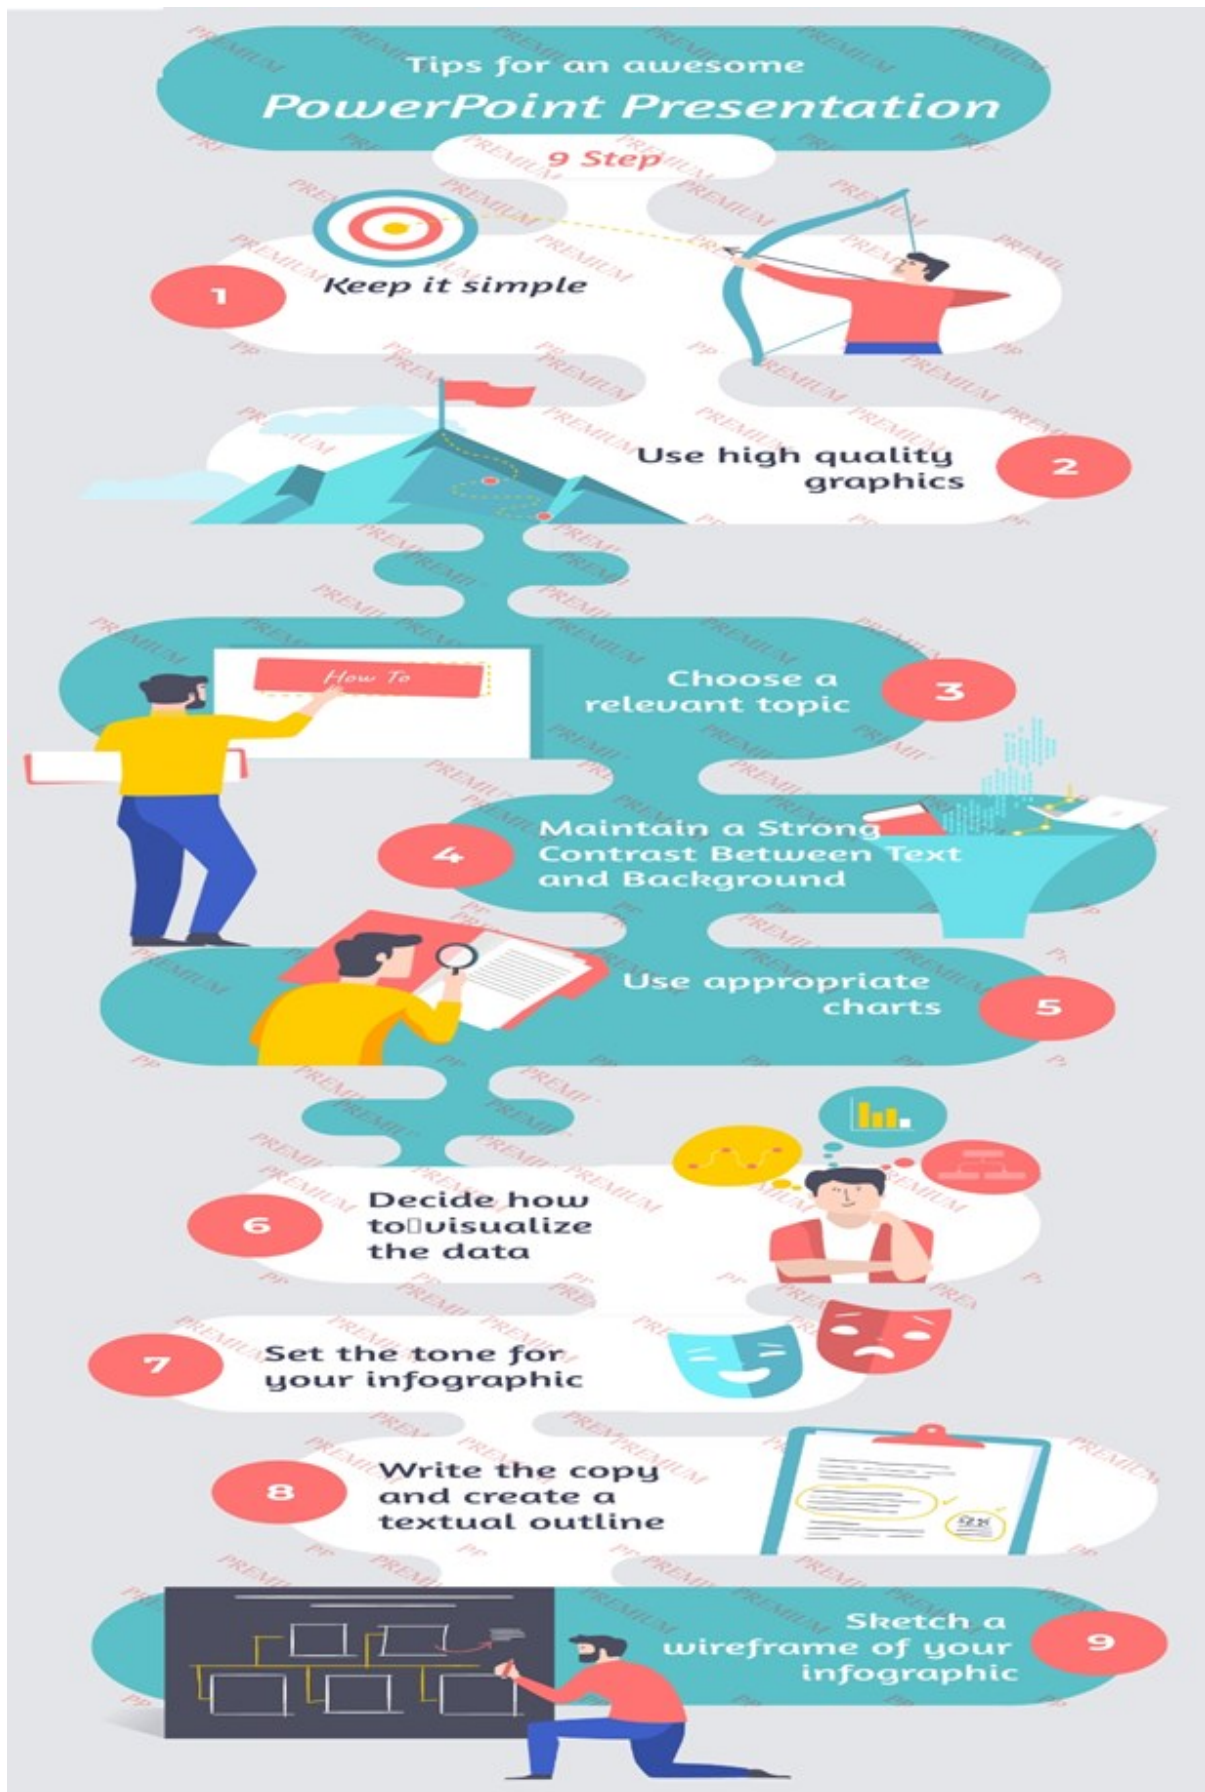 Tips for an awesome
PowerPoint Presentation
9 Step
1
Keep it simple
Use high quality
graphics
2
How To
Choose a
relevant topic
3
4
Maintain a Strong
Contrast Between Text
and Background
Use appropriate
charts
5
6
Decide how
to▯visualize
the data
7
Set the tone for
your infographic
8
Write the copy
and create a
textual outline
Sketch a
wireframe of your
infographic
9
PREMIUM